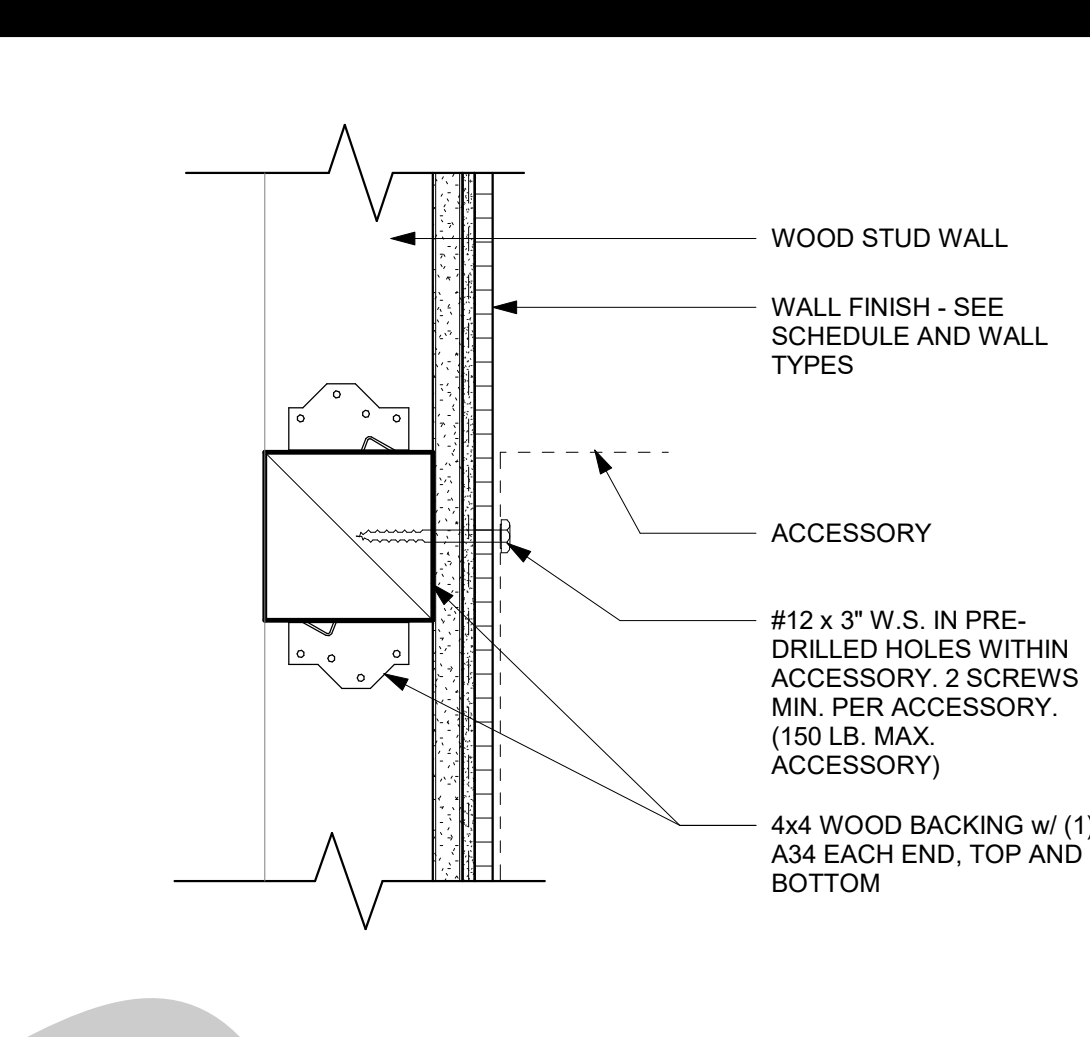 WOOD STUD WALL
WALL FINISH - SEE
SCHEDULE AND WALL
TYPES
ACCESSORY
#12 x 3" W.S. IN PRE-
DRILLED HOLES WITHIN
ACCESSORY. 2 SCREWS
MIN. PER ACCESSORY.
(150 LB. MAX.
ACCESSORY)
4x4 WOOD BACKING w/ (1)
A34 EACH END, TOP AND
BOTTOM